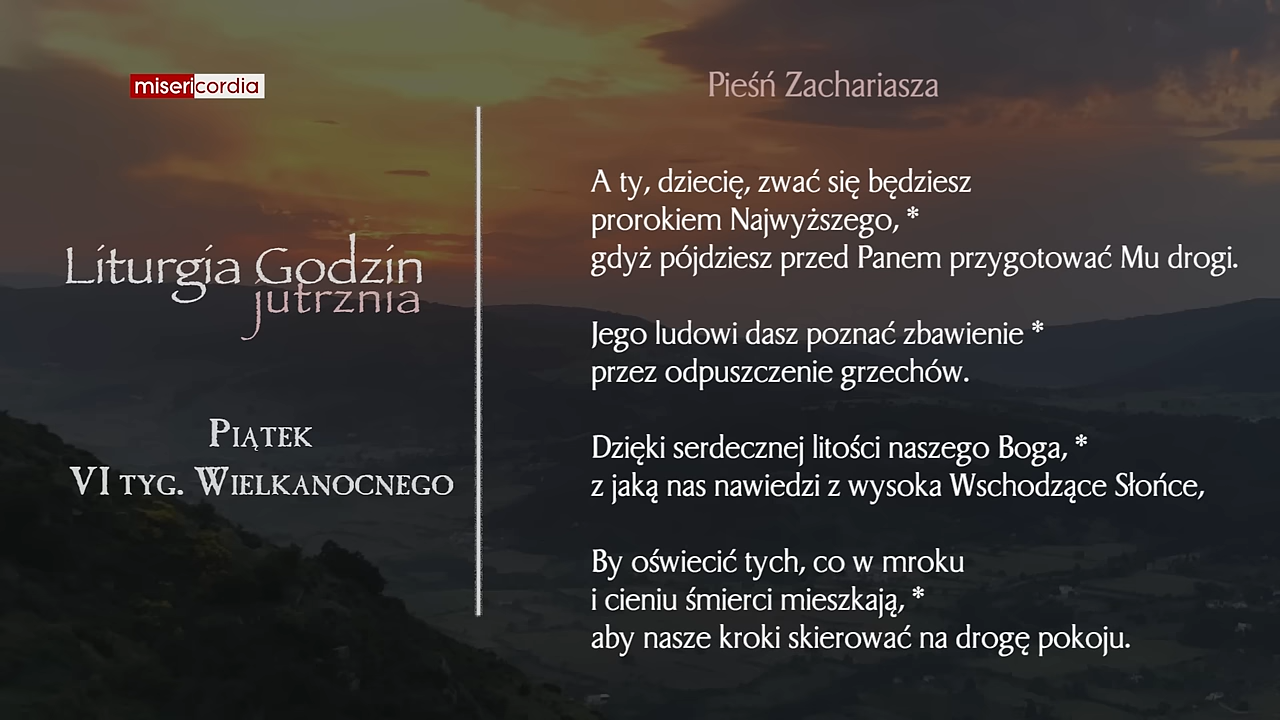 misericordia
Liturgia Godzin
jutrznia
Piątek
VI tyg. Wielkanocnego
Pieśń Zachariasza
A ty, dziecię, zwać się będziesz
prorokiem Najwyższego, *
gdyż pójdziesz przed Panem przygotować Mu drogi.
Jego ludowi dasz poznać zbawienie *
przez odpuszczenie grzechów.
Dzięki serdecznej litości naszego Boga, *
z jaką nas nawiedzi z wysoka Wschodzące Słońce,
By oświecić tych, co w mroku
i cieniu śmierci mieszkają, *
aby nasze kroki skierować na drogę pokoju.